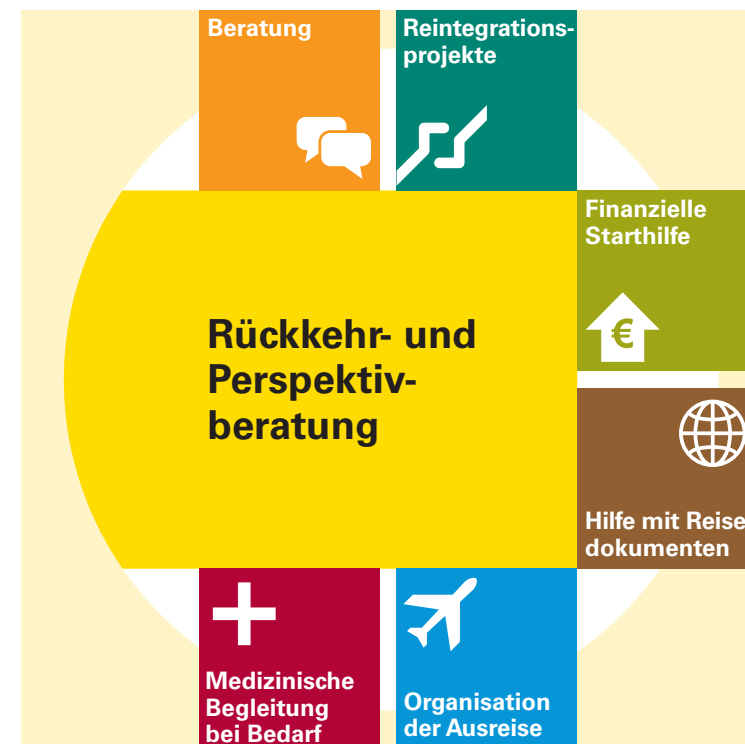 Beratung
Reintegrations-
projekte
Finanzielle
Starthilfe
€
Rückkehr- und
Perspektiv-
beratung
Hilfe mit Reise
dokumenten
Medizinische
Begleitung
bei Bedarf
Organisation
der Ausreise